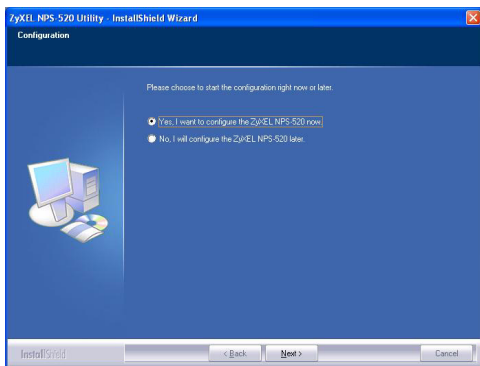 ZyXEL NPS-520 Utility - InstallShield Wizard
Configuration
Please choose to start the configuration right now or later.
Yes, I want to configure the ZyXEL NPS-520 now.
No, I will configure the ZyXEL NPS-520 later.
InstallShield
< Back Next > Cancel